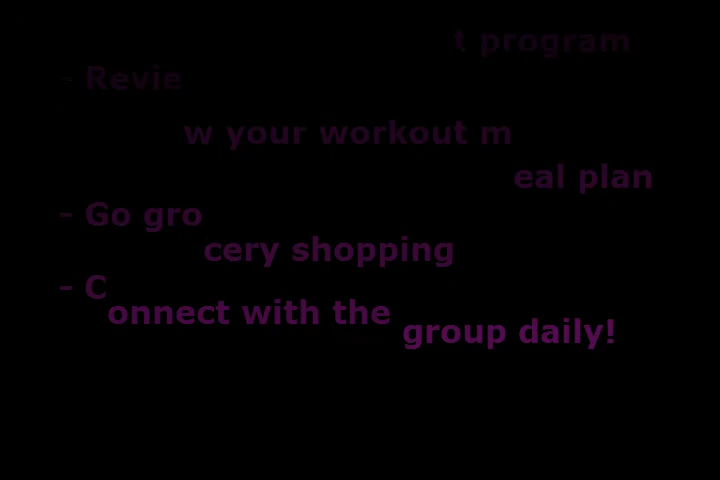 t program
- Revie
w your workout m
eal plan
- Go gro
cery shopping
- C
onnect with the
group daily!